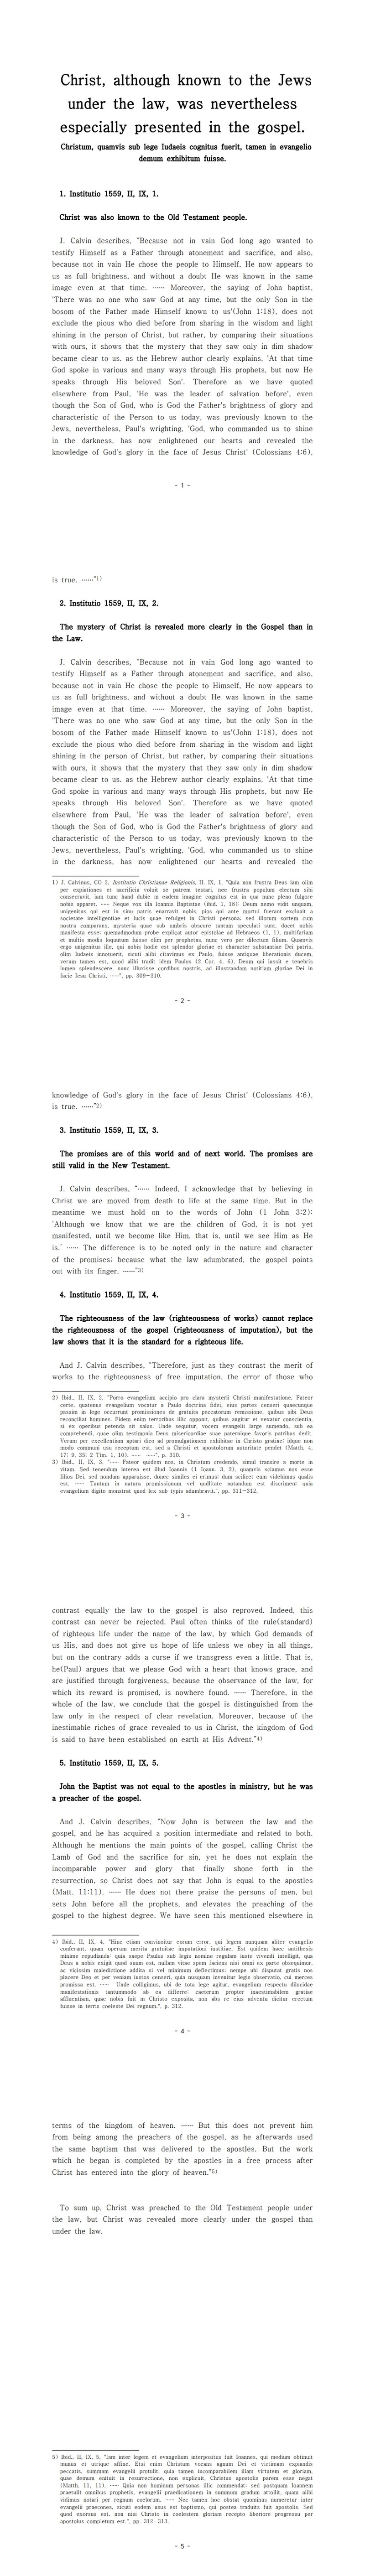 Christ, although known to the Jews
under the law, was nevertheless
especially presented in the gospel.
Christum, quamvis sub lege Iudaeis cognitus fuerit, tamen in evangelio
demum exhibitum fuisse.
1. Institutio 1559, II, IX, 1.
Christ was also known to the Old Testament people.
J. Calvin describes, "Because not in vain God long ago wanted to
testify Himself as a Father through atonement and sacrifice, and also,
because not in vain He chose the people to Himself, He now appears to
us as full brightness, and without a doubt He was known in the same
image even at that time. ······ Moreover, the saying of John baptist,
'There was no one who saw God at any time, but the only Son in the
bosom of the Father made Himself known to us'(John 1:18), does not
exclude the pious who died before from sharing in the wisdom and light
shining in the person of Christ, but rather, by comparing their situations
with ours, it shows that the mystery that they saw only in dim shadow
became clear to us. as the Hebrew author clearly explains, 'At that time
God spoke in various and many ways through His prophets, but now He
speaks through His beloved Son'. Therefore as we have quoted
elsewhere from Paul, 'He was the leader of salvation before', even
though the Son of God, who is God the Father's brightness of glory and
characteristic of the Person to us today, was previously known to the
Jews, nevertheless, Paul's wrighting, 'God, who commanded us to shine
in the darkness, has now enlightened our hearts and revealed the
knowledge of God's glory in the face of Jesus Christ' (Colossians 4:6),
- 1 -
is true. ······"1)
2. Institutio 1559, II, IX, 2.
The mystery of Christ is revealed more clearly in the Gospel than in
the Law.
J. Calvin describes, "Because not in vain God long ago wanted to
testify Himself as a Father through atonement and sacrifice, and also,
because not in vain He chose the people to Himself, He now appears to
us as full brightness, and without a doubt He was known in the same
image even at that time. ······ Moreover, the saying of John baptist,
'There was no one who saw God at any time, but the only Son in the
bosom of the Father made Himself known to us'(John 1:18), does not
exclude the pious who died before from sharing in the wisdom and light
shining in the person of Christ, but rather, by comparing their situations
with ours, it shows that the mystery that they saw only in dim shadow
became clear to us. as the Hebrew author clearly explains, 'At that time
God spoke in various and many ways through His prophets, but now He
speaks through His beloved Son'. Therefore as we have quoted
elsewhere from Paul, 'He was the leader of salvation before', even
though the Son of God, who is God the Father's brightness of glory and
characteristic of the Person to us today, was previously known to the
Jews, nevertheless, Paul's wrighting, 'God, who commanded us to shine
in the darkness, has now enlightened our hearts and revealed the
1) J. Calvinus, CO 2, Institutio Christianae Religionis, II, IX, 1, "Quia non frustra Deus iam olim
per expiationes et sacrificia voluit se patrem testari, nec frustra populum electum sibi
consecravit, iam tunc haud dubie in eadem imagine cognitus est in qua nunc pleno fulgore
nobis apparet. ······ Neque vox illa Ioannis Baptistae (ibid. 1, 18): Deum nemo vidit unquam,
unigenitus qui est in sinu patris enarravit nobis, pios qui ante mortui fuerant excludit a
societate intelligentiae et lucis quae refulget in Christi persona: sed illorum sortem cum
nostra comparans, mysteria quae sub umbris obscure tantum speculati sunt, docet nobis
manifesta esse: quemadmodum probe explicat autor epistolae ad Hebraeos (1, 1), multifariam
et multis modis loquutum fuisse olim per prophetas, nunc vero per dilectum filium. Quamvis
ergo unigenitus ille, qui nobis hodie est splendor gloriae et character substantiae Dei patris,
olim Iudaeis innotuerit, sicuti alibi citavimus ex Paulo, fuisse antiquae liberationis ducem,
verum tamen est, quod alibi tradit idem Paulus (2 Cor. 4, 6), Deum qui iussit e tenebris
lumen splendescere, nunc illuxisse cordibus nostris, ad illustrandam notitiam gloriae Dei in
facie Iesu Christi. ······", pp. 309-310.
- 2 -
knowledge of God's glory in the face of Jesus Christ' (Colossians 4:6),
is true. ······"2)
3. Institutio 1559, II, IX, 3.
The promises are of this world and of next world. The promises are
still valid in the New Testament.
J. Calvin describes, "······ Indeed, I acknowledge that by believing in
Christ we are moved from death to life at the same time. But in the
meantime we must hold on to the words of John (1 John 3:2):
'Although we know that we are the children of God, it is not yet
manifested, until we become like Him, that is, until we see Him as He
is.' ······ The difference is to be noted only in the nature and character
of the promises: because what the law adumbrated, the gospel points
out with its finger. ······"3)
4. Institutio 1559, II, IX, 4.
The righteousness of the law (righteousness of works) cannot replace
the righteousness of the gospel (righteousness of imputation), but the
law shows that it is the standard for a righteous life.
And J. Calvin describes, "Therefore, just as they contrast the merit of
works to the righteousness of free imputation, the error of those who
2) Ibid., II, IX, 2, "Porro evangelium accipio pro clara mysterii Christi manifestatione. Fateor
certe, quatenus evangelium vocatur a Paulo doctrina fidei, eius partes censeri quaecunque
passim in lege occurrunt promissiones de gratuita peccatorum remissione, quibus sibi Deus
reconciliat homines. Fidem enim terroribus illic opponit, quibus angitur et vexatur conscientia,
si ex operibus petenda sit salus. Unde sequitur, vocem evangelii large sumendo, sub ea
comprehendi, quae olim testimonia Deus misericordiae suae paternique favoris patribus dedit.
Verum per excellentiam aptari dico ad promulgationem exhibitae in Christo gratiae: idque non
modo communi usu receptum est, sed a Christi et apostolorum autoritate pendet (Matth. 4,
17; 9, 35; 2 Tim. 1, 10). ······ ······", p. 310.
3) Ibid., II, IX, 3, "······ Fateor quidem nos, in Christum credendo, simul transire a morte in
vitam. Sed tenendum interea est illud Ioannis (1 Ioann. 3, 2), quamvis sciamus nos esse
filios Dei, sed nondum apparuisse, donec similes ei erimus: dum scilicet eum videbimus qualis
est. ······ Tantum in natura promissionum vel qudlitate notandum est discrimen: quia
evangelium digito monstrat quod lex sub typis adumbravit.", pp. 311-312.
- 3 -
contrast equally the law to the gospel is also reproved. Indeed, this
contrast can never be rejected. Paul often thinks of the rule(standard)
of righteous life under the name of the law, by which God demands of
us His, and does not give us hope of life unless we obey in all things,
but on the contrary adds a curse if we transgress even a little. That is,
he(Paul) argues that we please God with a heart that knows grace, and
are justified through forgiveness, because the observance of the law, for
which its reward is promised, is nowhere found. ······ Therefore, in the
whole of the law, we conclude that the gospel is distinguished from the
law only in the respect of clear revelation. Moreover, because of the
inestimable riches of grace revealed to us in Christ, the kingdom of God
is said to have been established on earth at His Advent."4)
5. Institutio 1559, II, IX, 5.
John the Baptist was not equal to the apostles in ministry, but he was
a preacher of the gospel.
And J. Calvin describes, "Now John is between the law and the
gospel, and he has acquired a position intermediate and related to both.
Although he mentions the main points of the gospel, calling Christ the
Lamb of God and the sacrifice for sin, yet he does not explain the
incomparable power and glory that finally shone forth in the
resurrection, so Christ does not say that John is equal to the apostles
(Matt. 11:11). ······ He does not there praise the persons of men, but
sets John before all the prophets, and elevates the preaching of the
gospel to the highest degree. We have seen this mentioned elsewhere in
4) Ibid., II, IX, 4, "Hinc etiam convincitur eorum error, qui legem nunquam aliter evangelio
conferunt, quam operum merita gratuitae imputationi iustitiae. Est quidem haec antithesis
minime repudianda: quia saepe Paulus sub legis nomine regulam iuste vivendi intelligit, qua
Deus a nobis exigit quod suum est, nullam vitae spem faciens nisi omni ex parte obsequimur,
ac vicissim maledictione addita si vel minimum deflectimus: nempe ubi disputat gratis nos
placere Deo et per veniam iustos censeri, quia nusquam invenitur legis observatio, cui merces
promissa est. ······ Unde colligimus, ubi de tota lege agitur, evangelium respectu dilucidae
manifestationis tantummodo ab ea differre: caeterum propter inaestimabilem gratiae
affluentiam, quae nobis fuit in Christo exposita, non abs re eius adventu dicitur erectum
fuisse in terris coeleste Dei regnum.", p. 312.
- 4 -
terms of the kingdom of heaven. ······ But this does not prevent him
from being among the preachers of the gospel, as he afterwards used
the same baptism that was delivered to the apostles. But the work
which he began is completed by the apostles in a free process after
Christ has entered into the glory of heaven."5)
To sum up, Christ was preached to the Old Testament people under
the law, but Christ was revealed more clearly under the gospel than
under the law.
5) Ibid., II, IX, 5, "Iam inter legem et evangelium interpositus fuit Ioannes, qui medium obtinuit
munus et utrique affine. Etsi enim Christum vocans agnum Dei et victimam expiandis
peccatis, summam evangelii protulit: quia tamen incomparabilem illam virtutem et gloriam,
quae demum enituit in resurrectione, non explicuit, Christus apostolis parem esse negat
(Matth. 11, 11). ······ Quia non hominum personas illic commendat: sed postquam Ioannem
praetulit omnibus prophetis, evangelii praedicationem in summum gradum attollit, quam alibi
vidimus notari per regnum coelorum. ······ Nec tamen hoc obstat quominus numeretur inter
evangelii praecones, sicuti eodem usus est baptismo, qui postea traditus fuit apostolis. Sed
quod exorsus est, non nisi Christo in coelestem gloriam recepto liberiore progressu per
apostolos completum est.", pp. 312-313.
- 5 -